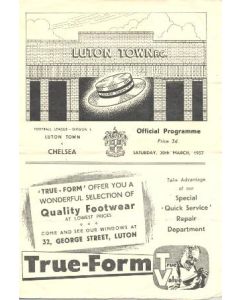 LUTON TOWN F.C.
FOOTBALL LEAGUE - DIVISION I.
LUTON TOWN
v
CHELSEA
Official Programme
Price 3d.
SATURDAY, 30th MARCH, 1957
'TRUE - FORM' OFFER YOU A
WONDERFUL SELECTION OF
Quality Footwear
AT LOWEST PRICES
COME AND SEE OUR WINDOWS AT
32, GEORGE STREET, LUTON
Take Advantage
of our
Special
'Quick Service'
Repair
Department
True-Form
True
Value